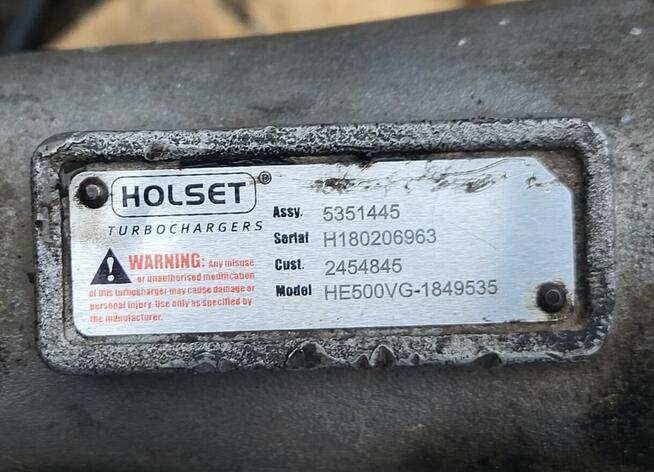 HOLSET®
TURBOCHARGERS
WARNING: Any misuse
or unauthorised modification
of this turbocharger may cause damage or
personal injury. Use only as specified by
the manufacturer.
Assy. 5351445
Serial H180206963
Cust. 2454845
Model HE500VG-1849535